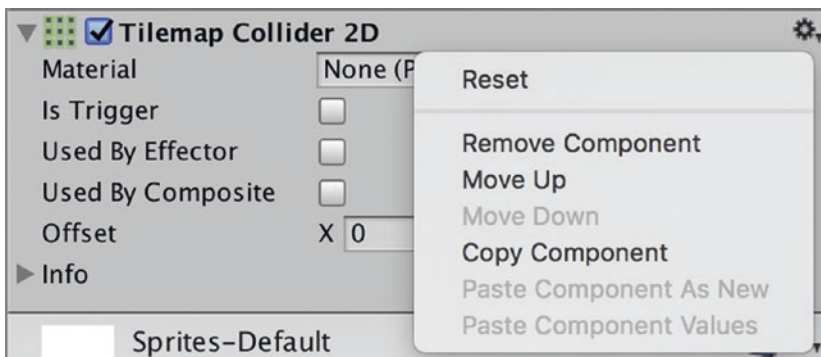 Tilemap Collider 2D
Material None (P
Is Trigger
Used By Effector
Used By Composite
Offset X 0
Info
Sprites-Default
Reset
Remove Component
Move Up
Move Down
Copy Component
Paste Component As New
Paste Component Values